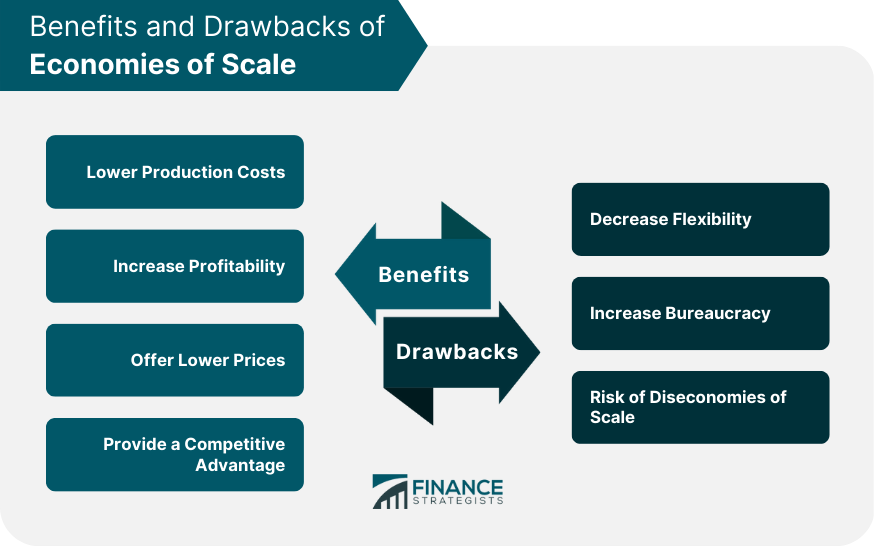 Benefits and Drawbacks of
Economies of Scale
Lower Production Costs
Increase Profitability
Offer Lower Prices
Provide a Competitive
Advantage
Benefits
Drawbacks
Decrease Flexibility
Increase Bureaucracy
Risk of Diseconomies of
Scale
FINANCE
STRATEGISTS